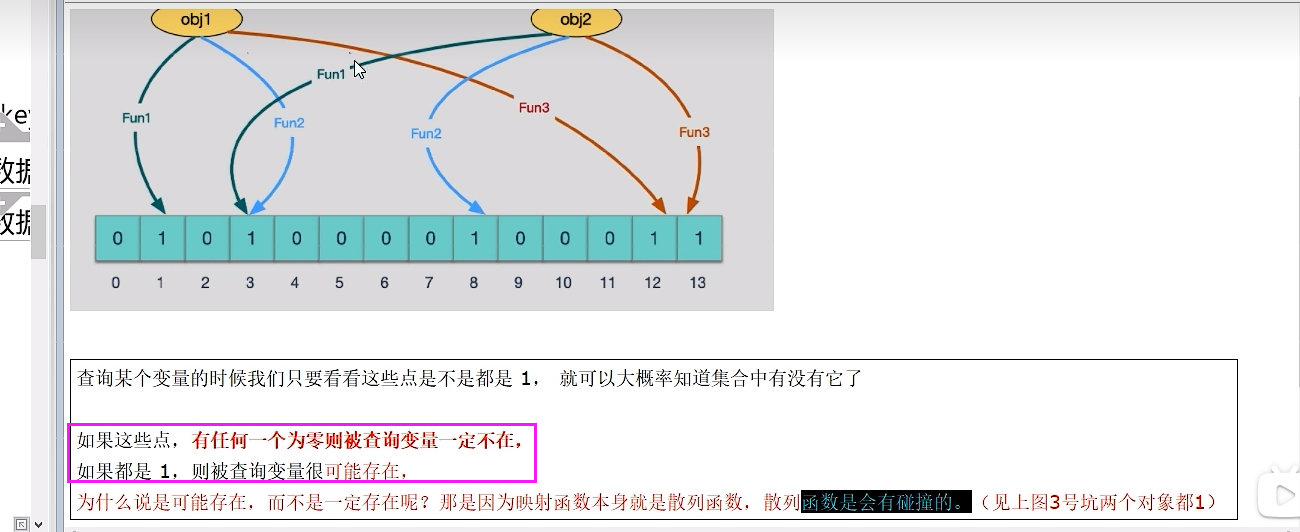 obj1 obj2
Fun1
Fun3
Fun1 Fun2 Fun2 Fun3
0 1 0 1 0 0 0 0 1 0 0 0 1 1
0 1 2 3 4 5 6 7 8 9 10 11 12 13
key
数据
数据
查询某个变量的时候我们只要看看这些点是不是都是 1， 就可以大概率知道集合中有没有它了
如果这些点，有任何一个为零则被查询变量一定不在，
如果都是 1，则被查询变量很可能存在，
为什么说是可能存在，而不是一定存在呢？那是因为映射函数本身就是散列函数，散列函数是会有碰撞的。（见上图3号坑两个对象都1）